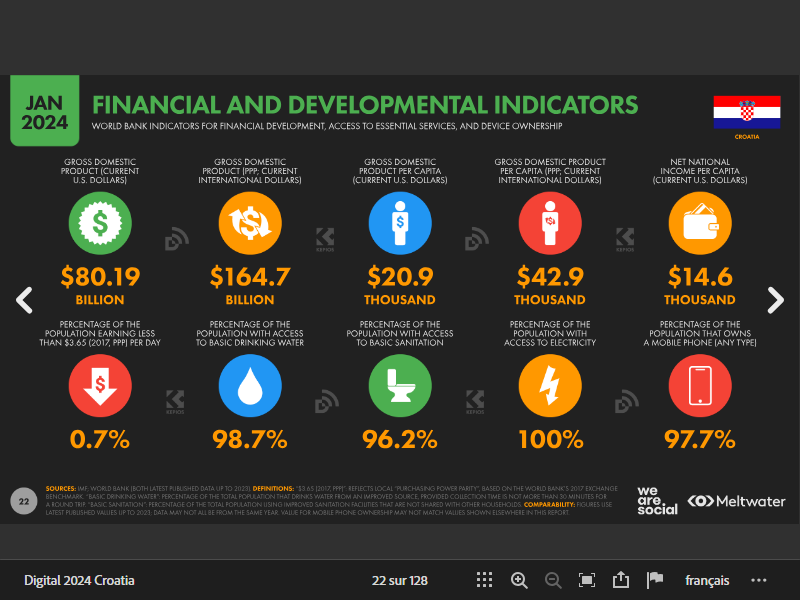 JAN
2024
FINANCIAL AND DEVELOPMENTAL INDICATORS
WORLD BANK INDICATORS FOR FINANCIAL DEVELOPMENT, ACCESS TO ESSENTIAL SERVICES, AND DEVICE OWNERSHIP
CROATIA
GROSS DOMESTIC
PRODUCT (CURRENT
U.S. DOLLARS)
$80.19
BILLION
GROSS DOMESTIC
PRODUCT (PPP; CURRENT
INTERNATIONAL DOLLARS)
$164.7
BILLION
GROSS DOMESTIC
PRODUCT PER CAPITA
(CURRENT U.S. DOLLARS)
$20.9
THOUSAND
GROSS DOMESTIC PRODUCT
PER CAPITA (PPP; CURRENT
INTERNATIONAL DOLLARS)
$42.9
THOUSAND
NET NATIONAL
INCOME PER CAPITA
(CURRENT U.S. DOLLARS)
$14.6
THOUSAND
KEPIOS
KEPIOS
PERCENTAGE OF THE
POPULATION EARNING LESS
THAN $3.65 (2017, PPP) PER DAY
0.7%
PERCENTAGE OF THE
POPULATION WITH ACCESS
TO BASIC DRINKING WATER
98.7%
PERCENTAGE OF THE
POPULATION WITH ACCESS
TO BASIC SANITATION
96.2%
PERCENTAGE OF THE
POPULATION WITH
ACCESS TO ELECTRICITY
100%
PERCENTAGE OF THE
POPULATION THAT OWNS
A MOBILE PHONE (ANY TYPE)
97.7%
KEPIOS
KEPIOS
22
SOURCES: IMF; WORLD BANK (BOTH LATEST PUBLISHED DATA UP TO 2023). DEFINITIONS: "$3.65 (2017, PPP)": REFLECTS LOCAL "PURCHASING POWER PARITY", BASED ON THE WORLD BANK'S 2017 EXCHANGE
BENCHMARK. "BASIC DRINKING WATER": PERCENTAGE OF THE TOTAL POPULATION THAT DRINKS WATER FROM AN IMPROVED SOURCE, PROVIDED COLLECTION TIME IS NOT MORE THAN 30 MINUTES FOR
A ROUND TRIP. "BASIC SANITATION": PERCENTAGE OF THE TOTAL POPULATION USING IMPROVED SANITATION FACILITIES THAT ARE NOT SHARED WITH OTHER HOUSEHOLDS. COMPARABILITY: FIGURES USE
LATEST PUBLISHED VALUES UP TO 2023; DATA MAY NOT ALL BE FROM THE SAME YEAR. VALUE FOR MOBILE PHONE OWNERSHIP MAY NOT MATCH VALUES SHOWN ELSEWHERE IN THIS REPORT.
we
are.
social
Meltwater
Digital 2024 Croatia
22 sur 128
français